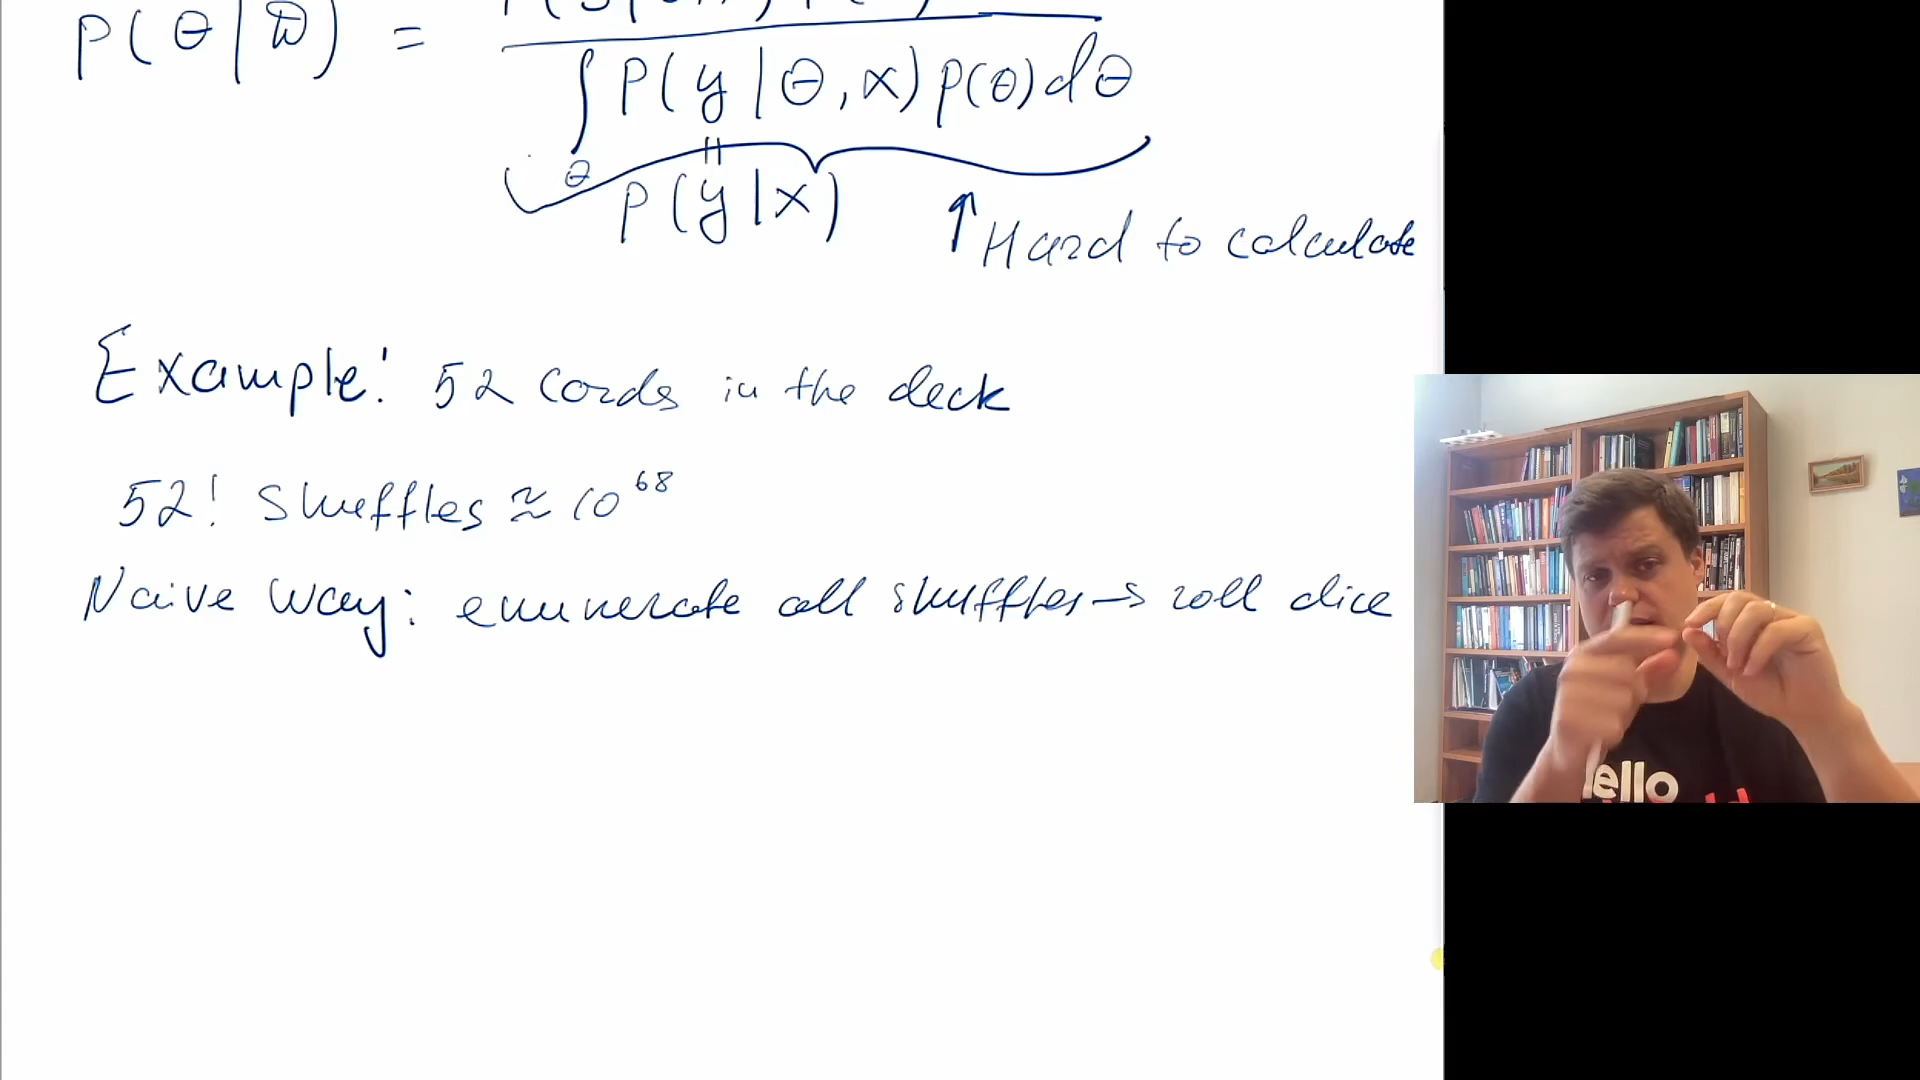 P(θ|𝒟) =
∫ P(y|θ,x)p(θ)dθ
θ
P(y|x) ↑ Hard to calculate
Example: 52 cards in the deck
52! Shuffles ≈ 10^68
Naive way: enumerate all shuffles → roll dice
ello